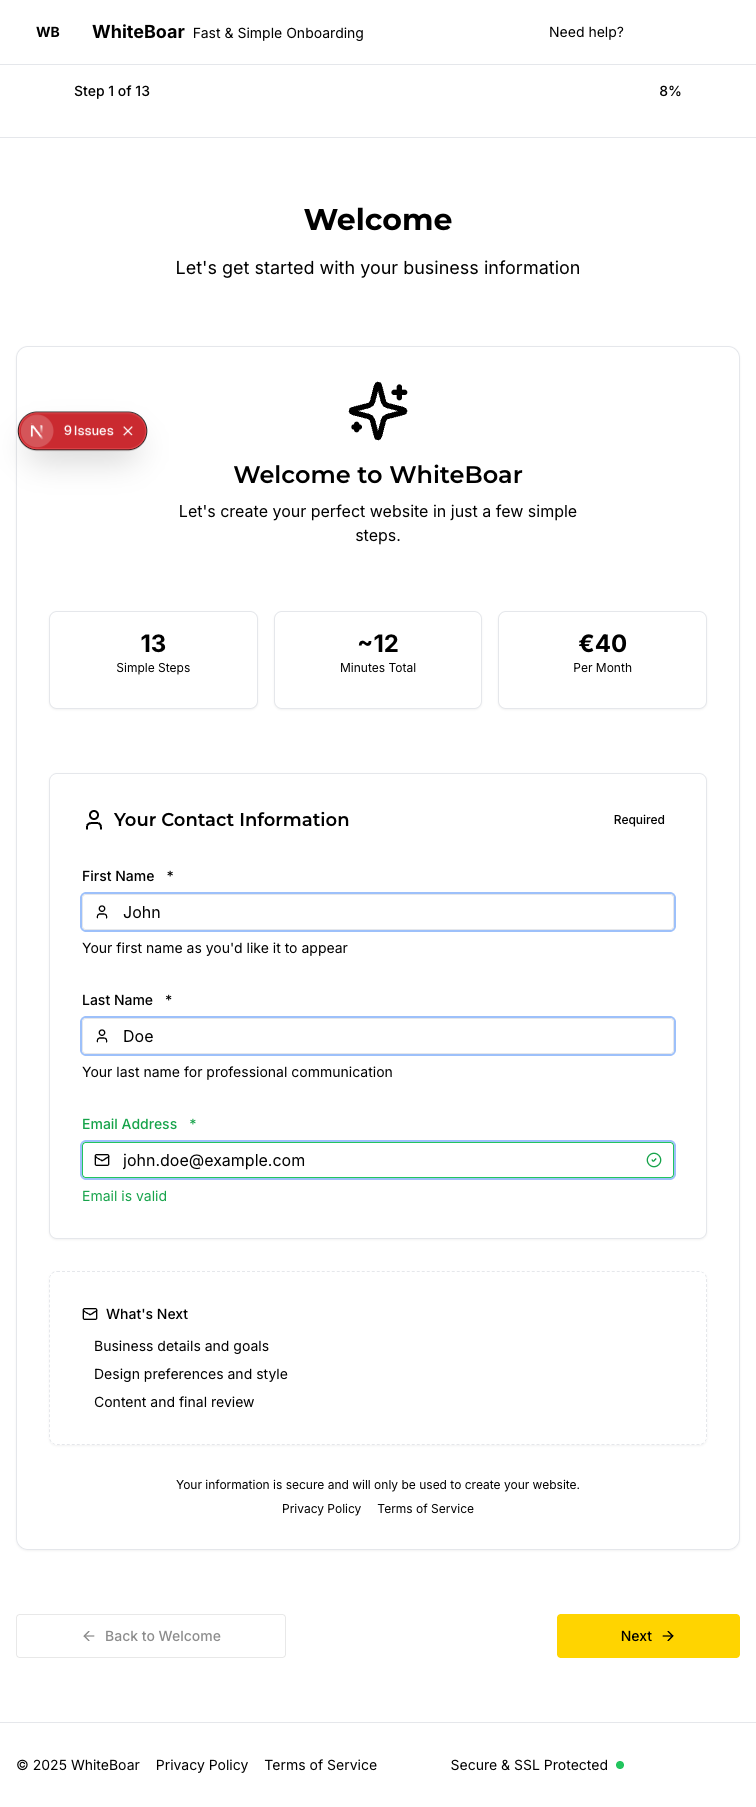 WB WhiteBoar Fast & Simple Onboarding Need help?
Step 1 of 13 8%
Welcome
Let's get started with your business information
N 9 Issues
Welcome to WhiteBoar
Let's create your perfect website in just a few simple
steps.
13 ~12 €40
Simple Steps Minutes Total Per Month
Your Contact Information Required
First Name *
John
Your first name as you'd like it to appear
Last Name *
Doe
Your last name for professional communication
Email Address *
john.doe@example.com
Email is valid
What's Next
Business details and goals
Design preferences and style
Content and final review
Your information is secure and will only be used to create your website.
Privacy Policy Terms of Service
Back to Welcome Next
© 2025 WhiteBoar Privacy Policy Terms of Service Secure & SSL Protected